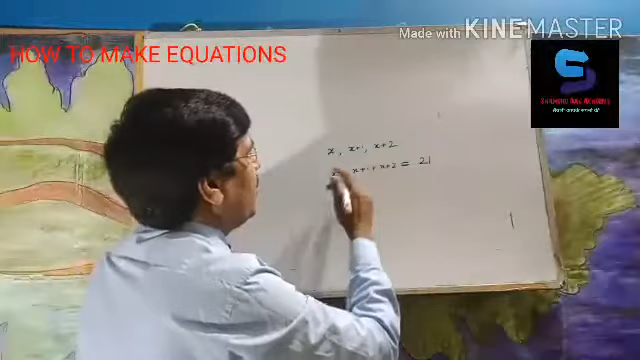 Made with KINEMASTER
HOW TO MAKE EQUATIONS
x, x+1, x+2
x+1+x+2 = 21